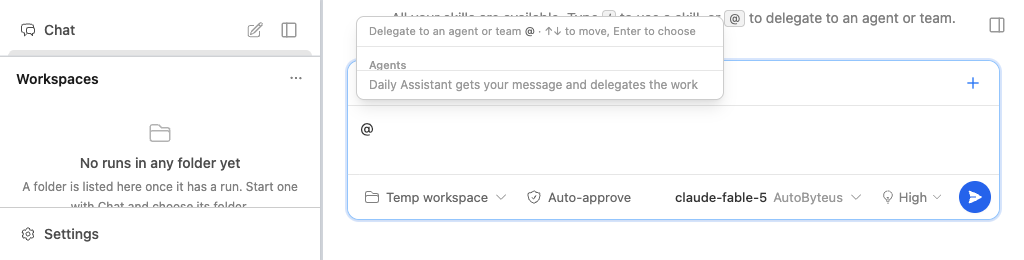 Chat
Workspaces
No runs in any folder yet
A folder is listed here once it has a run. Start one
with Chat and choose its folder
Settings
All your skills are available. Type / to use a skill, or @ to delegate to an agent or team.
Delegate to an agent or team @ · ↑↓ to move, Enter to choose
Agents
Daily Assistant gets your message and delegates the work
@
Temp workspace
Auto-approve
claude-fable-5 AutoByteus
High